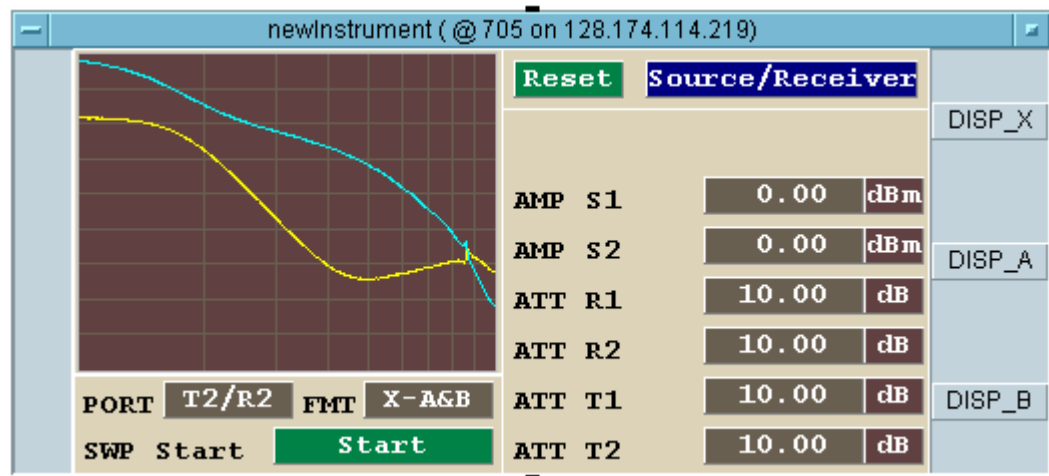 newInstrument ( @ 705 on 128.174.114.219)
Reset Source/Receiver
DISP_X
AMP S1 0.00 dBm
AMP S2 0.00 dBm
DISP_A
ATT R1 10.00 dB
ATT R2 10.00 dB
PORT T2/R2 FMT X-A&B
ATT T1 10.00 dB
DISP_B
SWP Start Start
ATT T2 10.00 dB